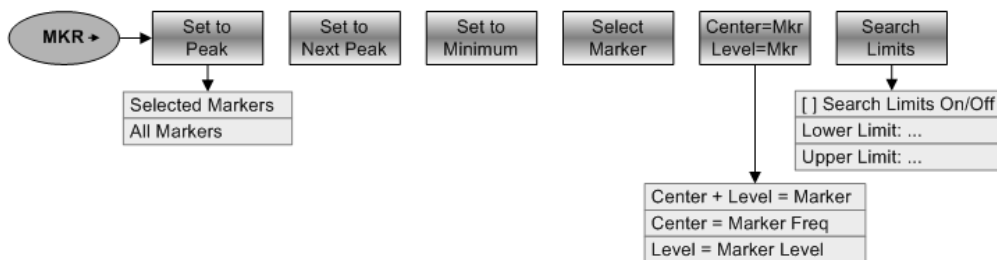 MKR
Set to
Peak
Set to
Next Peak
Set to
Minimum
Select
Marker
Center=Mkr
Level=Mkr
Search
Limits
Selected Markers
All Markers
[ ] Search Limits On/Off
Lower Limit: ...
Upper Limit: ...
Center + Level = Marker
Center = Marker Freq
Level = Marker Level